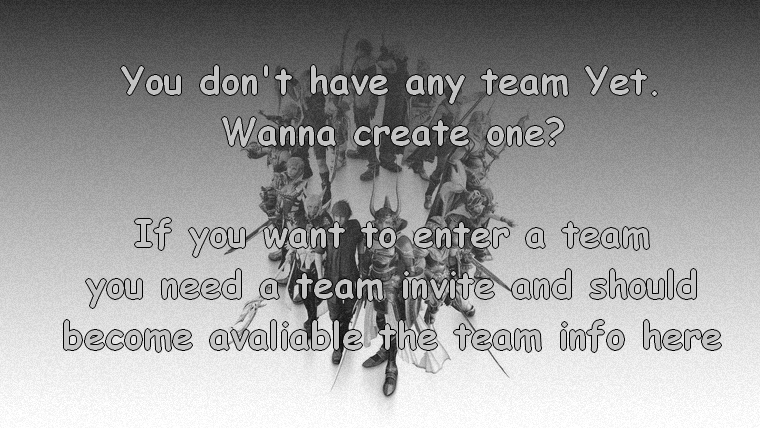 You don't have any team Yet.
Wanna create one?
If you want to enter a team
you need a team invite and should
become avaliable the team info here